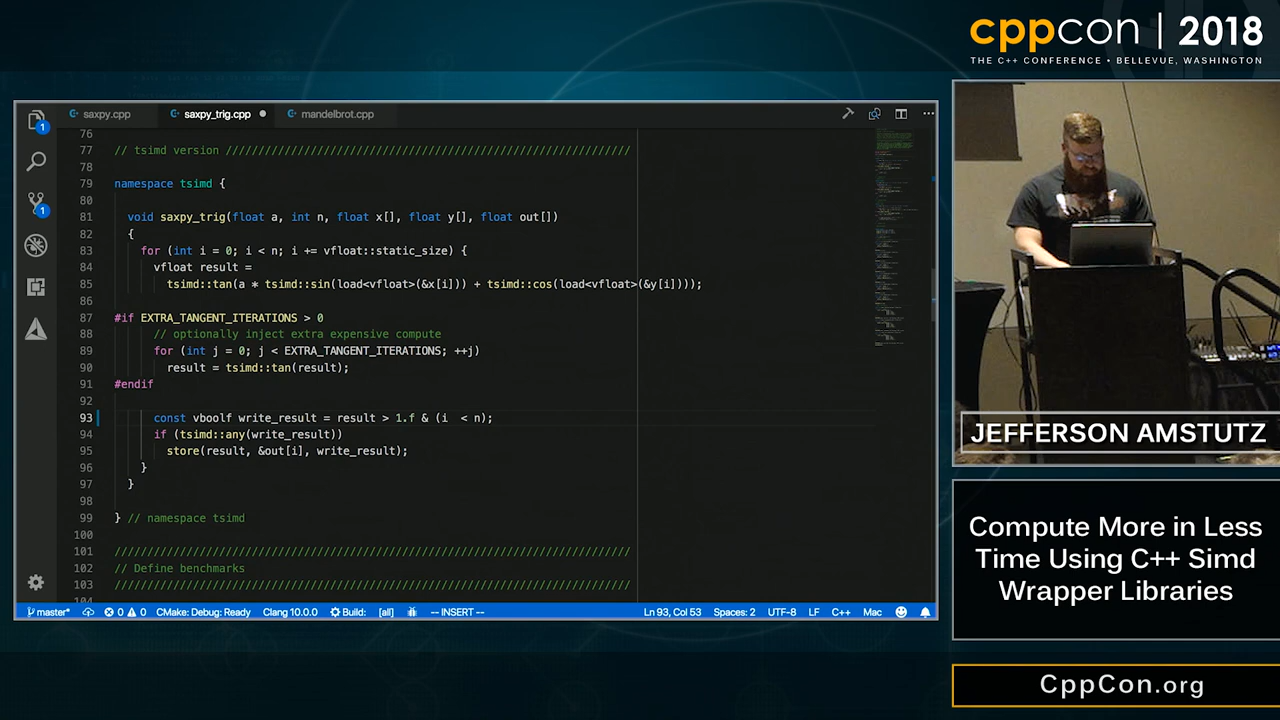 cppcon | 2018
THE C++ CONFERENCE • BELLEVUE, WASHINGTON
saxpy.cpp
saxpy_trig.cpp
mandelbrot.cpp
76
77 // tsimd version //////////////////////////////////////////////////////////////
78
79 namespace tsimd {
80
81 void saxpy_trig(float a, int n, float x[], float y[], float out[])
82 {
83 for (int i = 0; i < n; i += vfloat::static_size) {
84 vfloat result =
85 tsimd::tan(a * tsimd::sin(load<vfloat>(&x[i])) + tsimd::cos(load<vfloat>(&y[i])));
86
87 #if EXTRA_TANGENT_ITERATIONS > 0
88 // optionally inject extra expensive compute
89 for (int j = 0; j < EXTRA_TANGENT_ITERATIONS; ++j)
90 result = tsimd::tan(result);
91 #endif
92
93 const vboolf write_result = result > 1.f & (i  < n);
94 if (tsimd::any(write_result))
95 store(result, &out[i], write_result);
96 }
97 }
98
99 } // namespace tsimd
100
101 ///////////////////////////////////////////////////////////////////////////////
102 // Define benchmarks
103 ///////////////////////////////////////////////////////////////////////////////
104
1
1
master* 0 0 CMake: Debug: Ready Clang 10.0.0 Build: [all] -- INSERT -- Ln 93, Col 53 Spaces: 2 UTF-8 LF C++ Mac
JEFFERSON AMSTUTZ
Compute More in Less
Time Using C++ Simd
Wrapper Libraries
CppCon.org